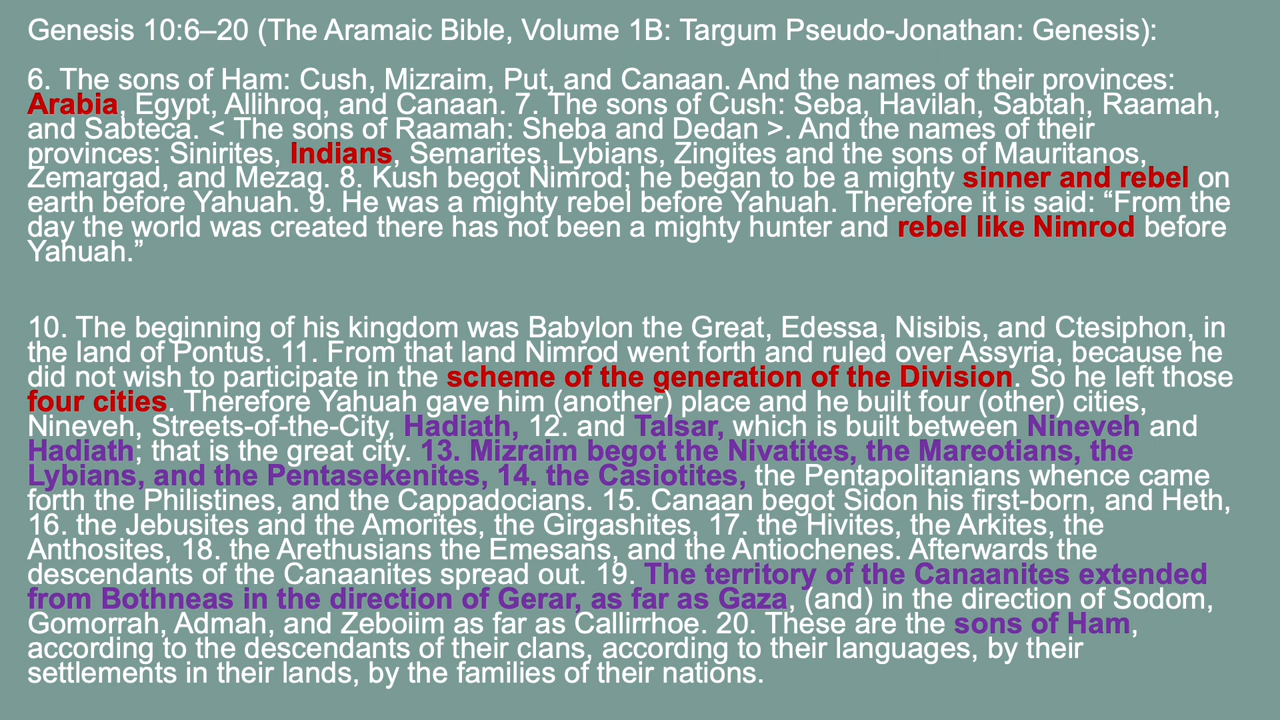 Genesis 10:6–20 (The Aramaic Bible, Volume 1B: Targum Pseudo-Jonathan: Genesis):
6. The sons of Ham: Cush, Mizraim, Put, and Canaan. And the names of their provinces:
Arabia, Egypt, Allihroq, and Canaan. 7. The sons of Cush: Seba, Havilah, Sabtah, Raamah,
and Sabteca. < The sons of Raamah: Sheba and Dedan >. And the names of their
provinces: Sinirites, Indians, Semarites, Lybians, Zingites and the sons of Mauritanos,
Zemargad, and Mezag. 8. Kush begot Nimrod; he began to be a mighty sinner and rebel on
earth before Yahuah. 9. He was a mighty rebel before Yahuah. Therefore it is said: “From the
day the world was created there has not been a mighty hunter and rebel like Nimrod before
Yahuah.”
10. The beginning of his kingdom was Babylon the Great, Edessa, Nisibis, and Ctesiphon, in
the land of Pontus. 11. From that land Nimrod went forth and ruled over Assyria, because he
did not wish to participate in the scheme of the generation of the Division. So he left those
four cities. Therefore Yahuah gave him (another) place and he built four (other) cities,
Nineveh, Streets-of-the-City, Hadiath, 12. and Talsar, which is built between Nineveh and
Hadiath; that is the great city. 13. Mizraim begot the Nivatites, the Mareotians, the
Lybians, and the Pentasekenites, 14. the Casiotites, the Pentapolitanians whence came
forth the Philistines, and the Cappadocians. 15. Canaan begot Sidon his first-born, and Heth,
16. the Jebusites and the Amorites, the Girgashites, 17. the Hivites, the Arkites, the
Anthosites, 18. the Arethusians the Emesans, and the Antiochenes. Afterwards the
descendants of the Canaanites spread out. 19. The territory of the Canaanites extended
from Bothneas in the direction of Gerar, as far as Gaza, (and) in the direction of Sodom,
Gomorrah, Admah, and Zeboiim as far as Callirrhoe. 20. These are the sons of Ham,
according to the descendants of their clans, according to their languages, by their
settlements in their lands, by the families of their nations.